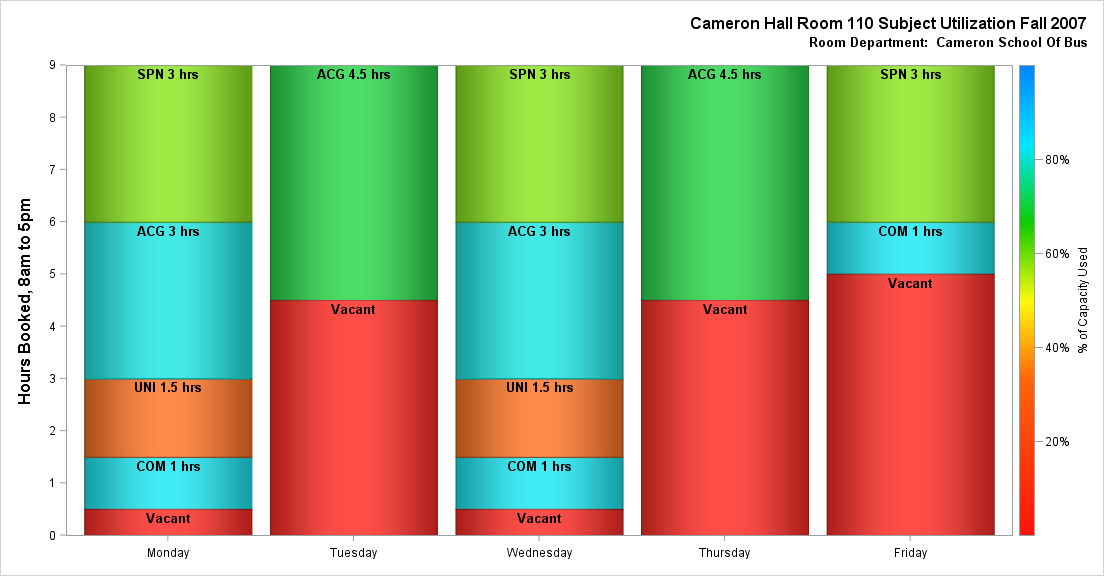 Cameron Hall Room 110 Subject Utilization Fall 2007
Room Department:  Cameron School Of Bus
Hours Booked, 8am to 5pm
9
8
7
6
5
4
3
2
1
0
SPN 3 hrs
ACG 3 hrs
UNI 1.5 hrs
COM 1 hrs
Vacant
ACG 4.5 hrs
Vacant
SPN 3 hrs
ACG 3 hrs
UNI 1.5 hrs
COM 1 hrs
Vacant
ACG 4.5 hrs
Vacant
SPN 3 hrs
COM 1 hrs
Vacant
Monday
Tuesday
Wednesday
Thursday
Friday
80%
60%
40%
20%
% of Capacity Used